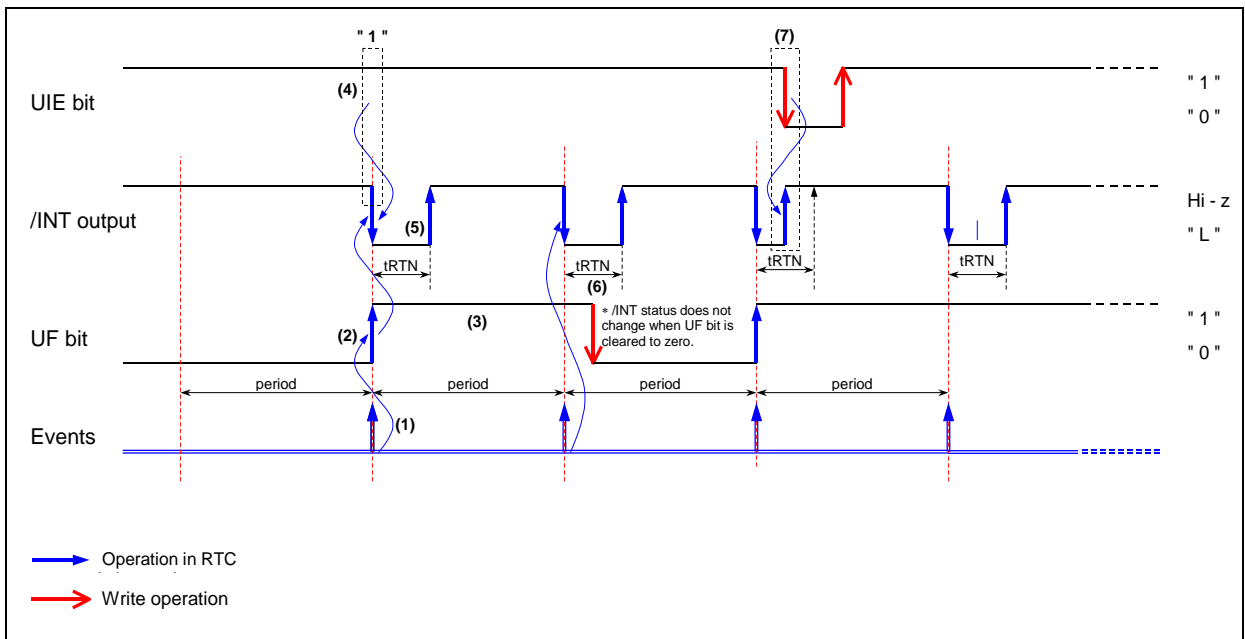 " 1 "
(7)
(4)
UIE bit
" 1 "
" 0 "
/INT output
(5)
Hi - z
" L "
tRTN
tRTN
tRTN
tRTN
(6)
(2)
(3)
* /INT status does not
change when UF bit is
cleared to zero.
UF bit
" 1 "
" 0 "
period
period
period
period
(1)
Events
Operation in RTC
Write operation